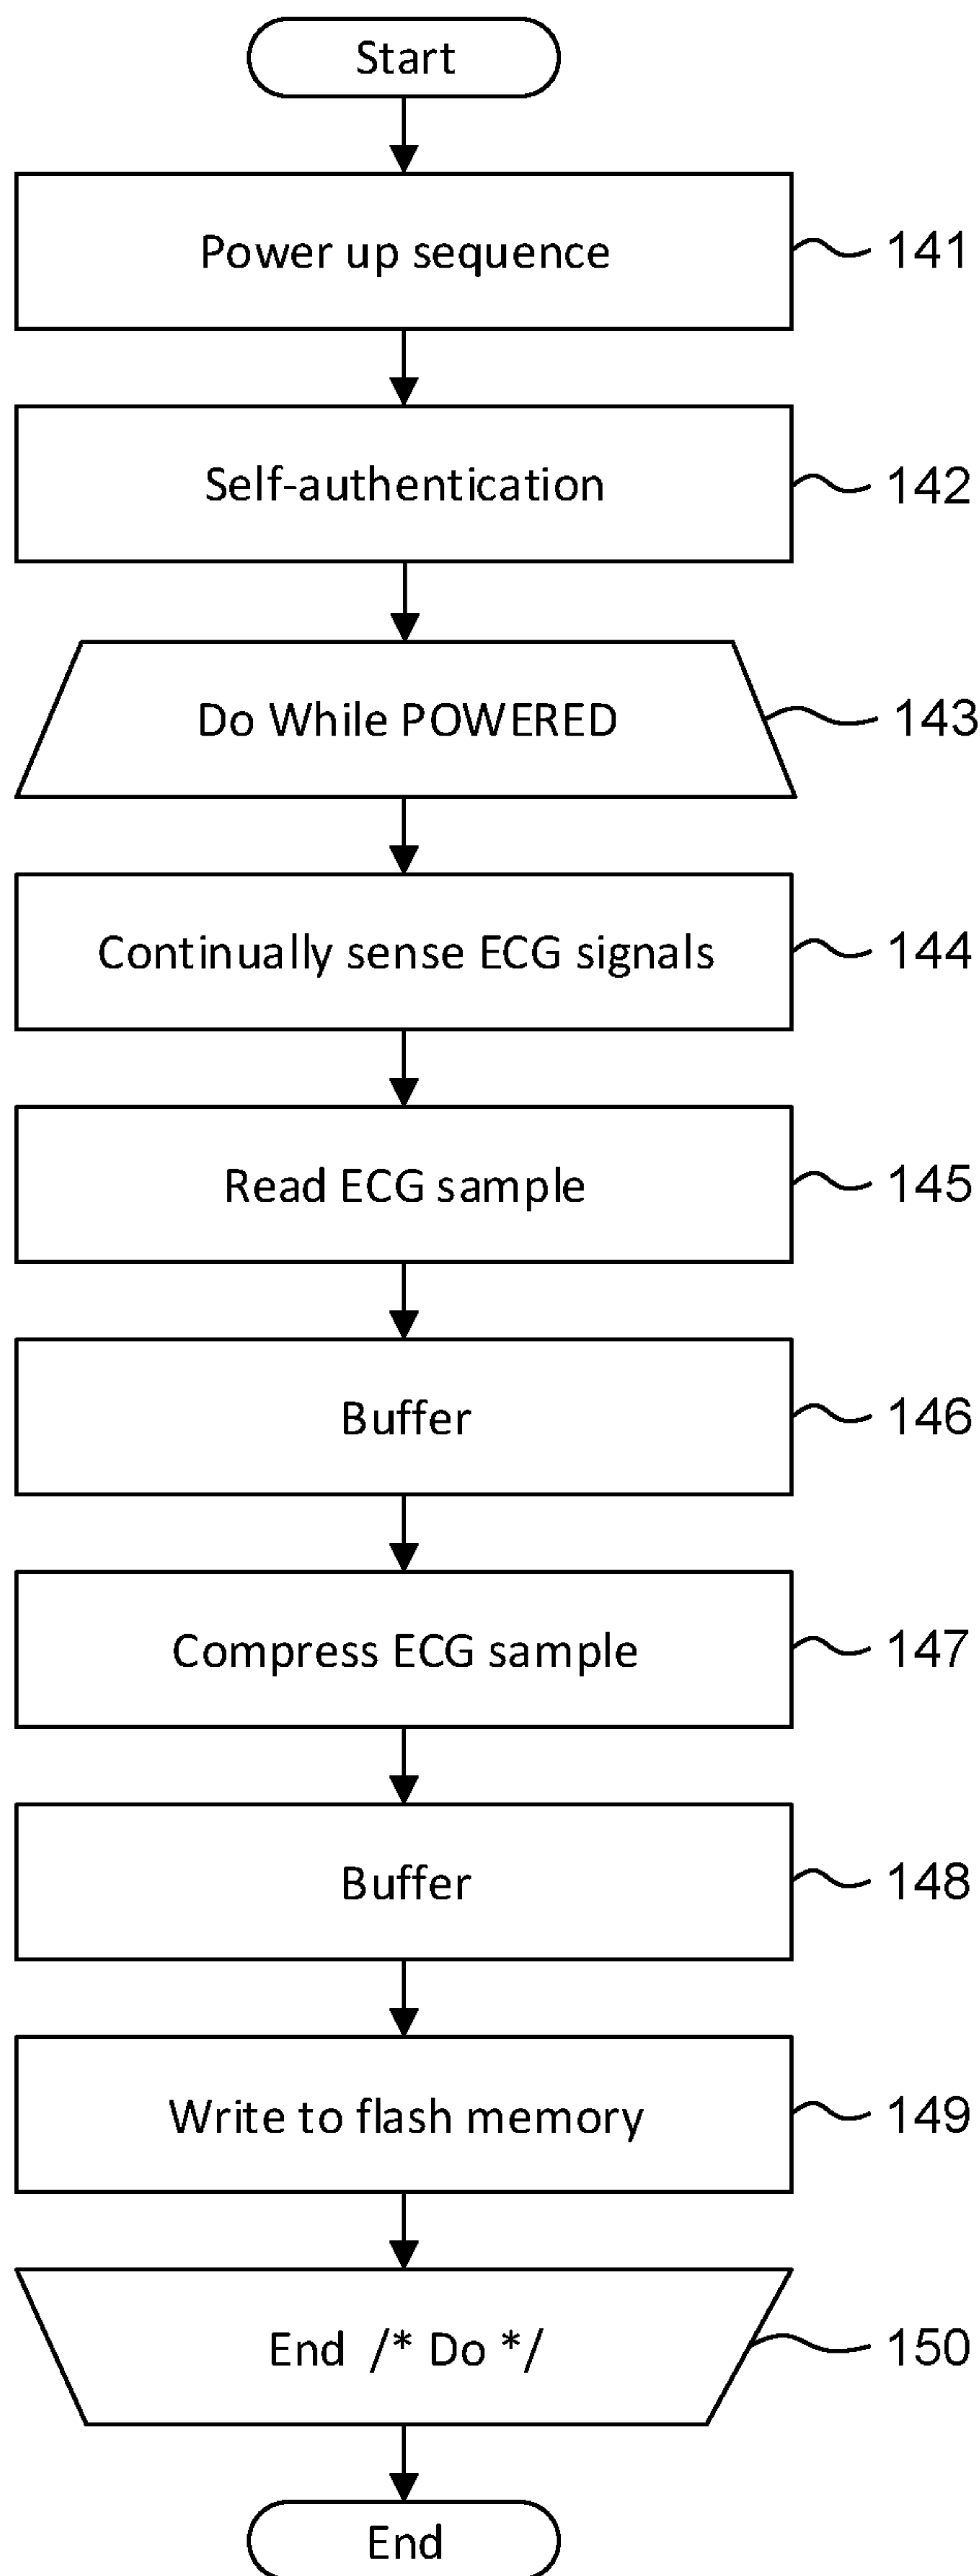 Start
Power up sequence 141
Self-authentication 142
Do While POWERED 143
Continually sense ECG signals 144
Read ECG sample 145
Buffer 146
Compress ECG sample 147
Buffer 148
Write to flash memory 149
End /* Do */ 150
End